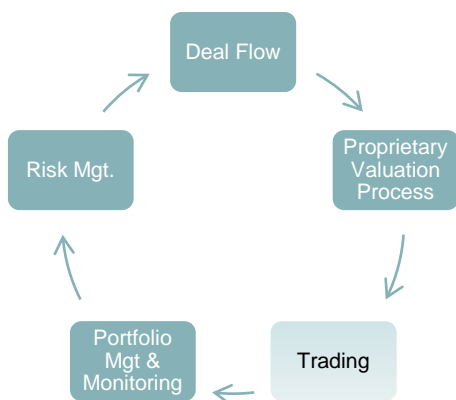 Deal Flow
Proprietary
Valuation
Process
Trading
Portfolio
Mgt &
Monitoring
Risk Mgt.